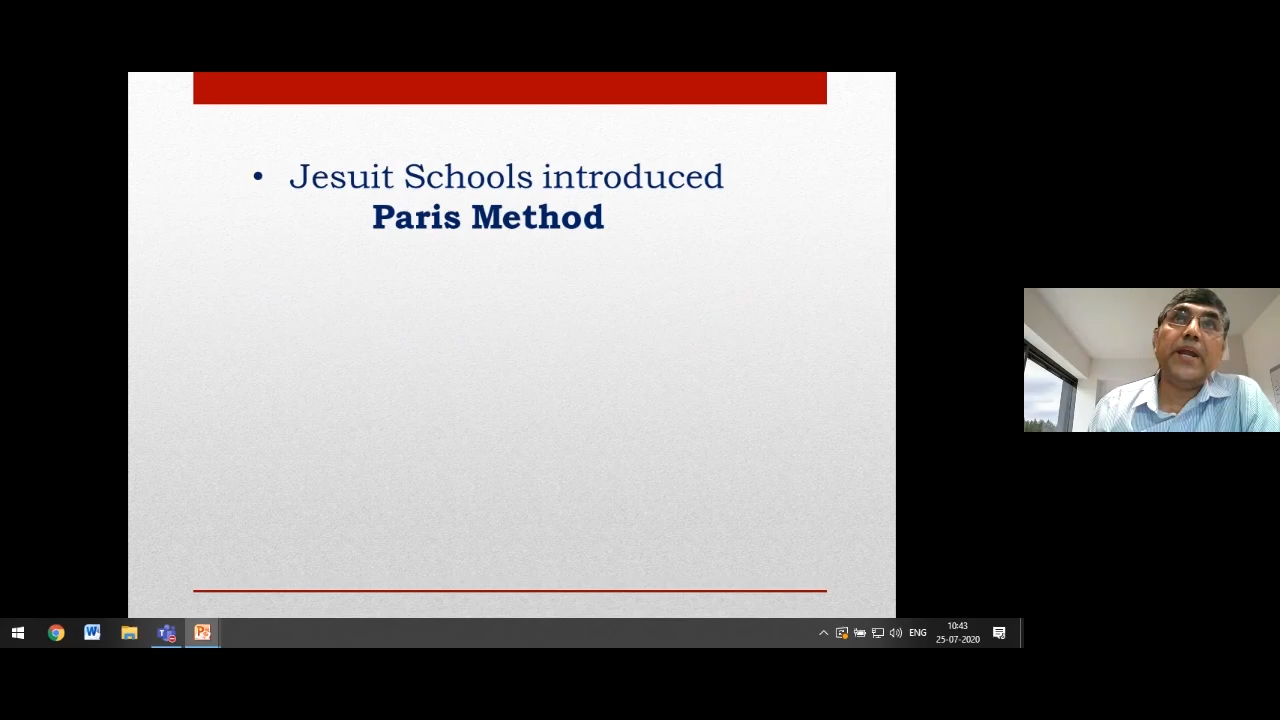 • Jesuit Schools introduced
Paris Method
ENG
10:43
25-07-2020